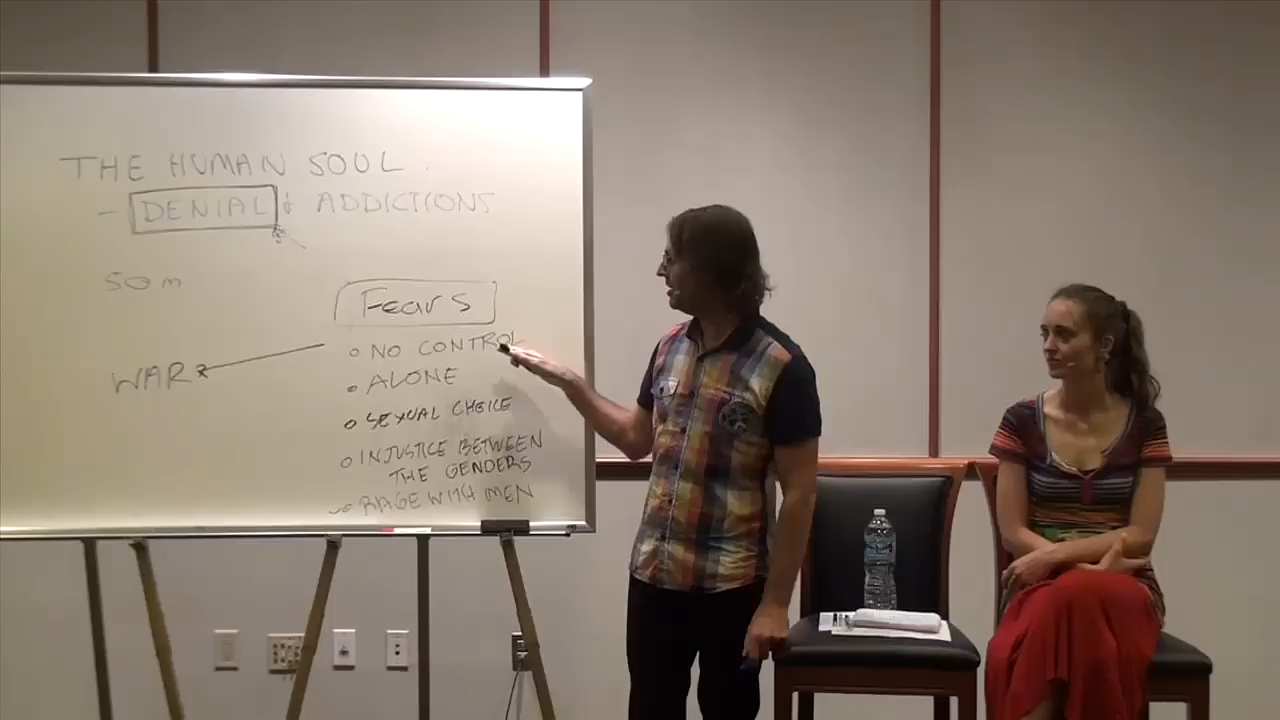 THE HUMAN SOUL.
- DENIAL & ADDICTIONS
50m
Fears
NO CONTROL
WAR
ALONE
SEXUAL CHOICE
INJUSTICE BETWEEN
THE GENDERS
RAGE WITH MEN